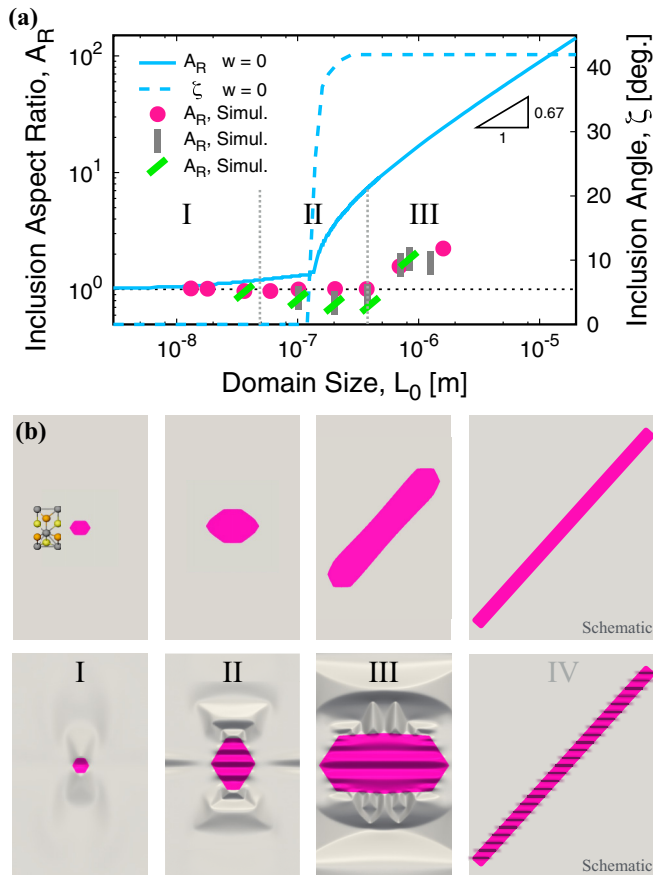 (a)
Inclusion Aspect Ratio, A_R
10^2
10^1
10^0
A_R w = 0
ζ w = 0
A_R, Simul.
A_R, Simul.
A_R, Simul.
0.67
1
I
II
III
40
30
20
10
0
Inclusion Angle, ζ [deg.]
10^-8
10^-7
10^-6
10^-5
Domain Size, L_0 [m]
(b)
Schematic
I
II
III
IV
Schematic